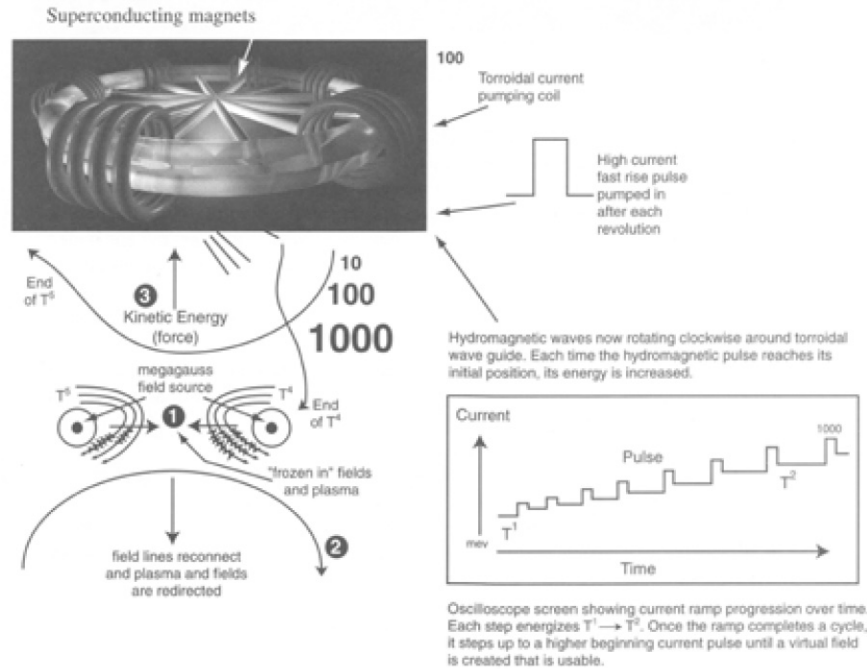 Superconducting magnets
100
Torroidal current
pumping coil
High current
fast rise pulse
pumped in
after each
revolution
10
100
1000
End
of T⁵
3
Kinetic Energy
(force)
Hydromagnetic waves now rotating clockwise around torroidal
wave guide. Each time the hydromagnetic pulse reaches its
initial position, its energy is increased.
megagauss
field source
T⁵
T⁴
1
End
of T⁴
"frozen in" fields
and plasma
2
field lines reconnect
and plasma and fields
are redirected
Current
1000
Pulse
T²
T¹
mev
Time
Oscilloscope screen showing current ramp progression over time.
Each step energizes T¹ → T². Once the ramp completes a cycle,
it steps up to a higher beginning current pulse until a virtual field
is created that is usable.